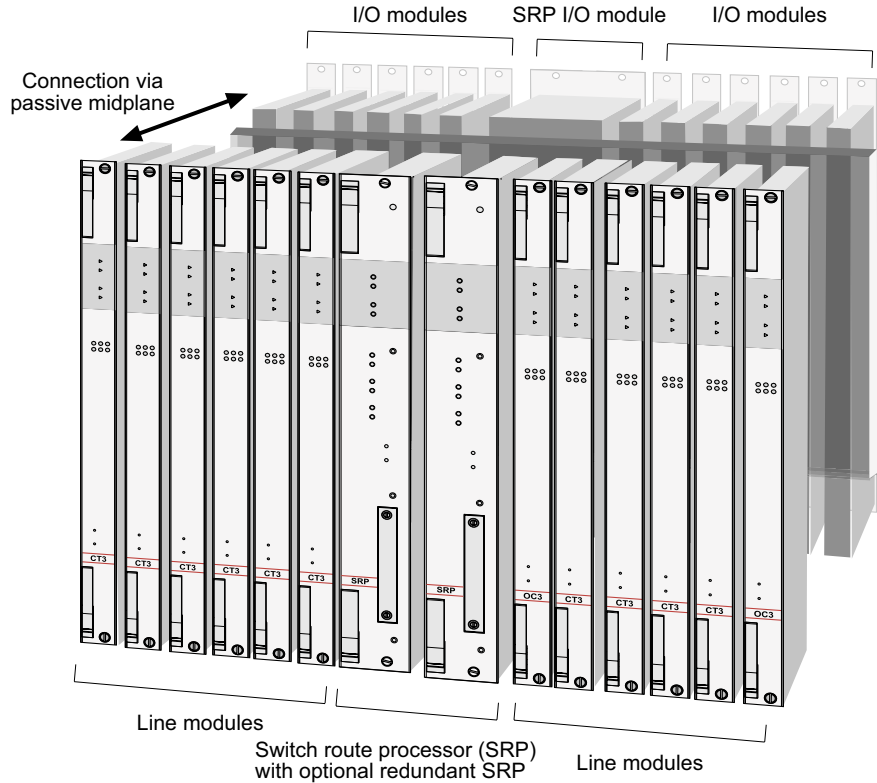 I/O modules
SRP I/O module
I/O modules
Connection via
passive midplane
CT3
CT3
CT3
CT3
CT3
CT3
SRP
SRP
OC3
CT3
CT3
CT3
CT3
OC3
Line modules
Switch route processor (SRP)
with optional redundant SRP
Line modules